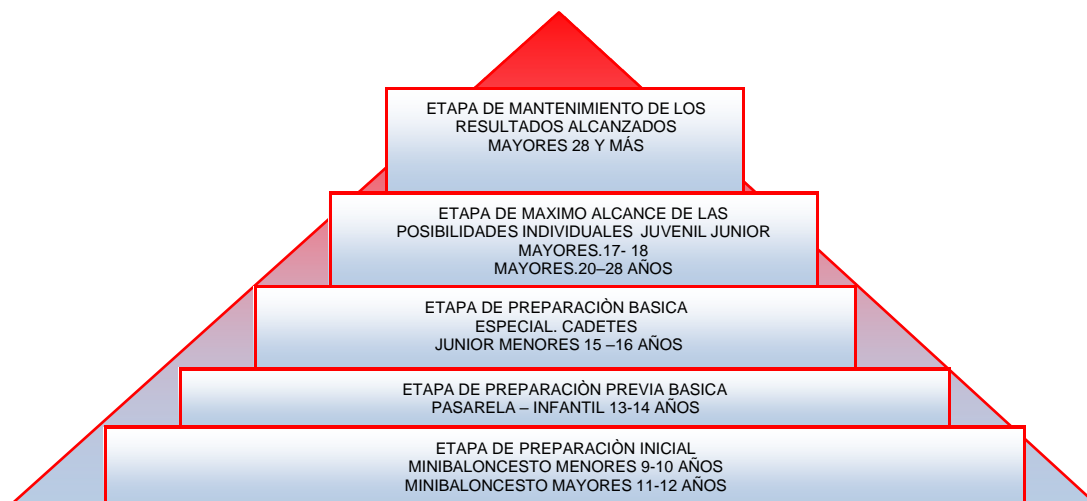 ETAPA DE MANTENIMIENTO DE LOS
RESULTADOS ALCANZADOS
MAYORES 28 Y MÁS
ETAPA DE MAXIMO ALCANCE DE LAS
POSIBILIDADES INDIVIDUALES JUVENIL JUNIOR
MAYORES.17- 18
MAYORES.20–28 AÑOS
ETAPA DE PREPARACIÒN BASICA
ESPECIAL. CADETES
JUNIOR MENORES 15 –16 AÑOS
ETAPA DE PREPARACIÒN PREVIA BASICA
PASARELA – INFANTIL 13-14 AÑOS
ETAPA DE PREPARACIÒN INICIAL
MINIBALONCESTO MENORES 9-10 AÑOS
MINIBALONCESTO MAYORES 11-12 AÑOS